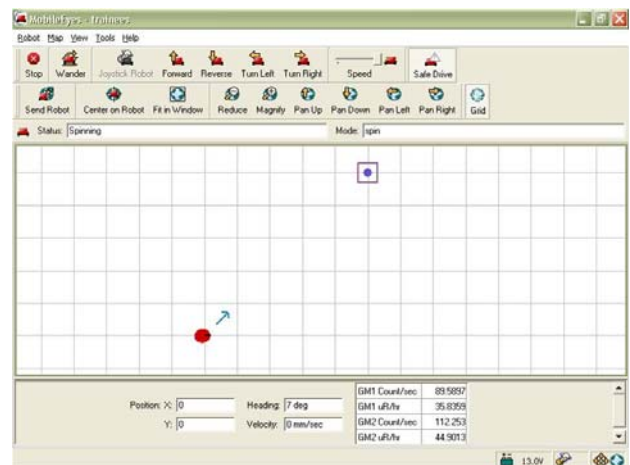 MobileEyes - trainees
Robot Map View Tools Help
Stop Wander Joystick Robot Forward Reverse Turn Left Turn Right Speed Safe Drive
Send Robot Center on Robot Fit in Window Reduce Magnify Pan Up Pan Down Pan Left Pan Right Grid
Status: Spinning Mode: spin
GM1 Count/sec 89.5897
Position: X: 0 Heading: 7 deg GM1 uR/hr 35.8359
Y: 0 Velocity: 0 mm/sec GM2 Count/sec 112.253
GM2 uR/hr 44.9013
13.0V